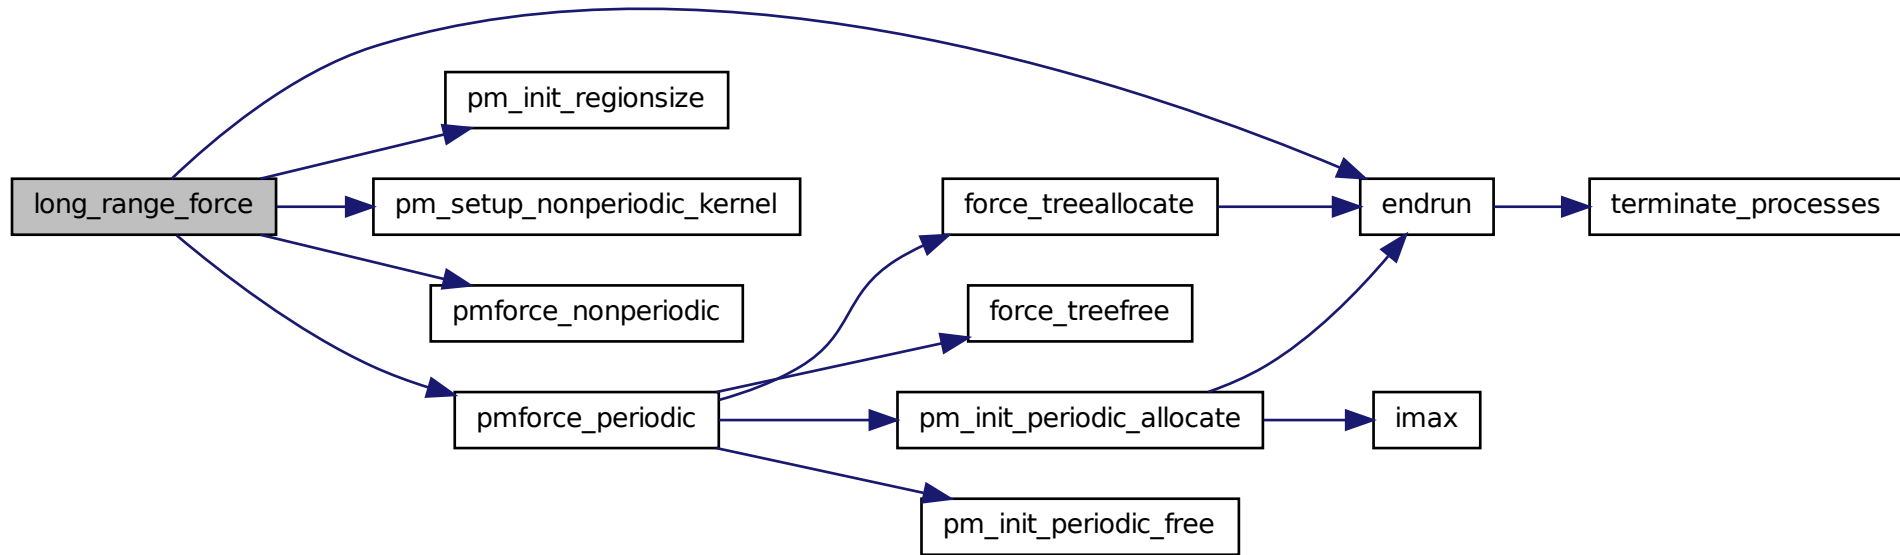 long_range_force
pm_init_regionsize
pm_setup_nonperiodic_kernel
pmforce_nonperiodic
pmforce_periodic
force_treeallocate
force_treefree
pm_init_periodic_allocate
pm_init_periodic_free
endrun
imax
terminate_processes